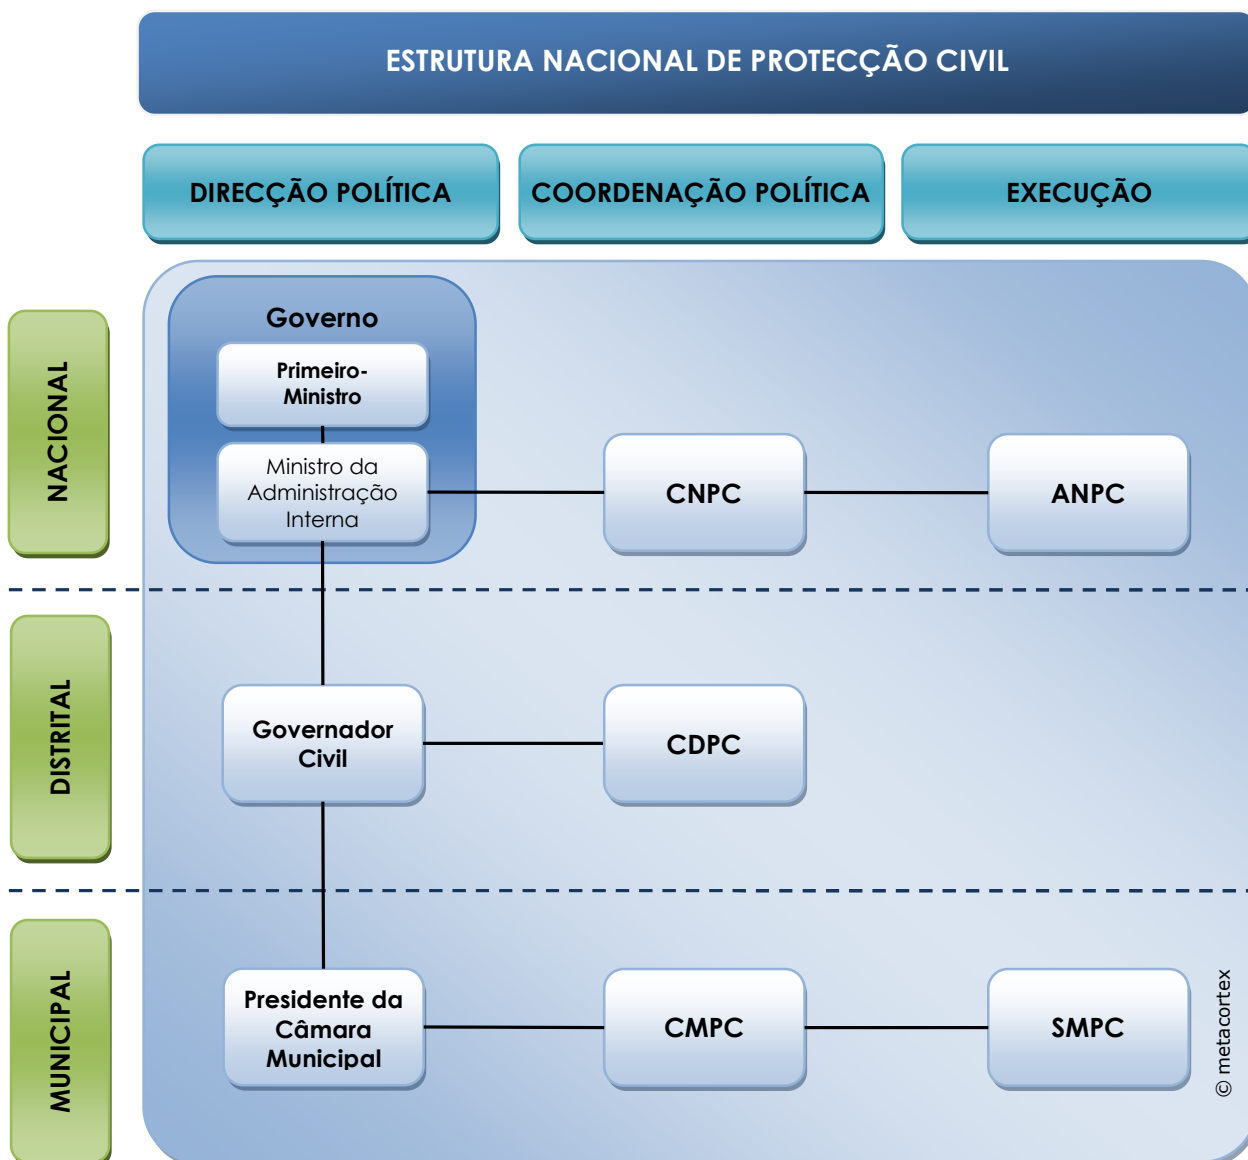 ESTRUTURA NACIONAL DE PROTECÇÃO CIVIL
DIRECÇÃO POLÍTICA
COORDENAÇÃO POLÍTICA
EXECUÇÃO
NACIONAL
Governo
Primeiro-
Ministro
Ministro da
Administração
Interna
CNPC
ANPC
DISTRITAL
Governador
Civil
CDPC
MUNICIPAL
Presidente da
Câmara
Municipal
CMPC
SMPC
© metacortex